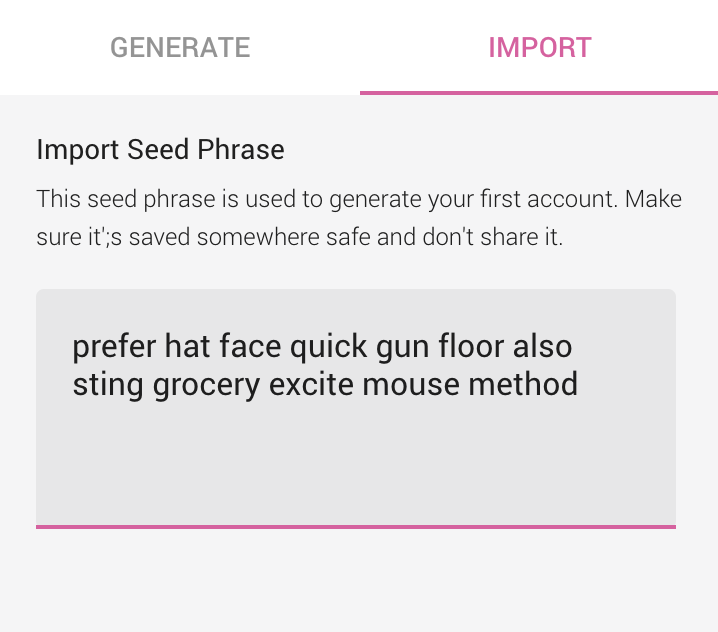 GENERATE
IMPORT
Import Seed Phrase
This seed phrase is used to generate your first account. Make
sure it';s saved somewhere safe and don't share it.
prefer hat face quick gun floor also
sting grocery excite mouse method